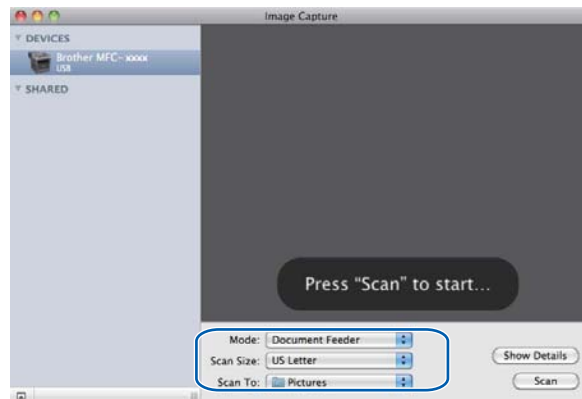 Image Capture
DEVICES
Brother MFC-xxxx
USB
SHARED
Press "Scan" to start...
Mode: Document Feeder
Scan Size: US Letter
Scan To: Pictures
Show Details
Scan